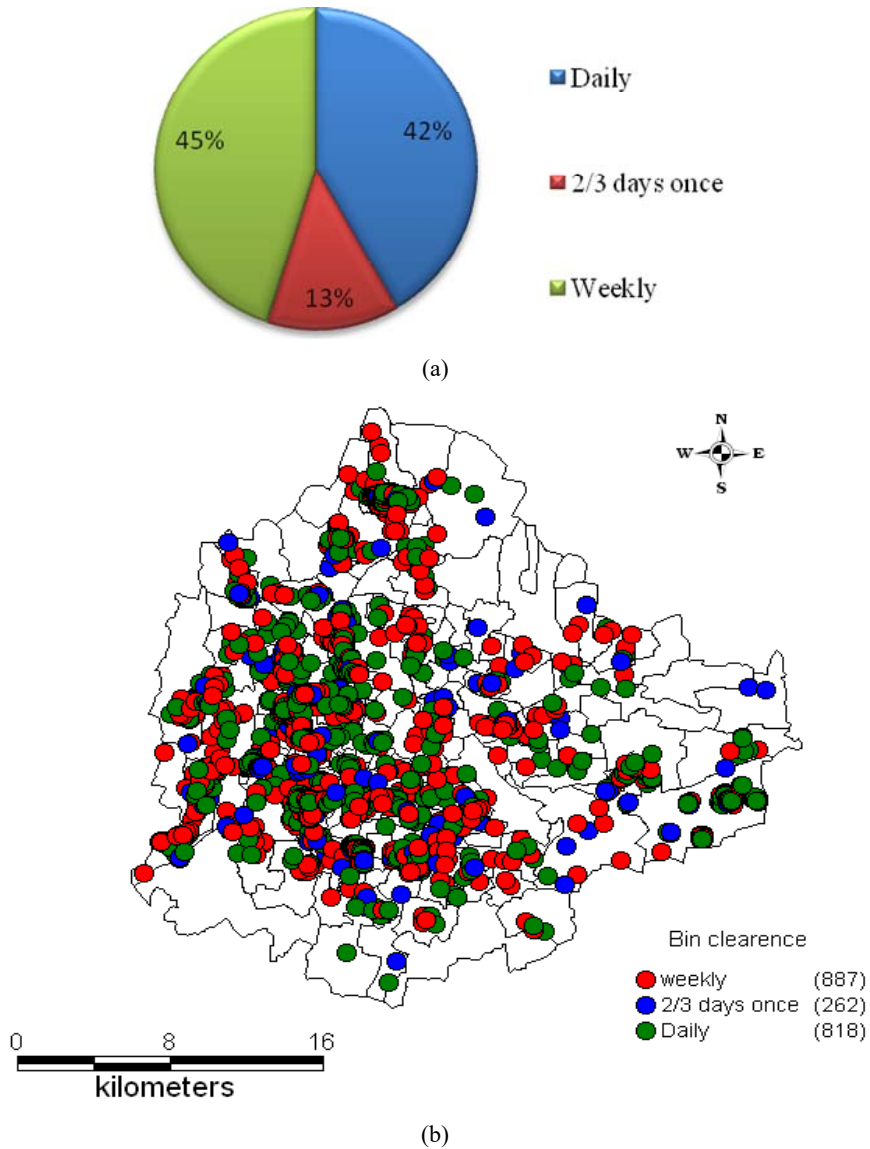 Daily
45%
42%
2/3 days once
13%
Weekly
(a)
N
W E
S
Bin clearence
weekly (887)
2/3 days once (262)
Daily (818)
0 8 16
kilometers
(b)